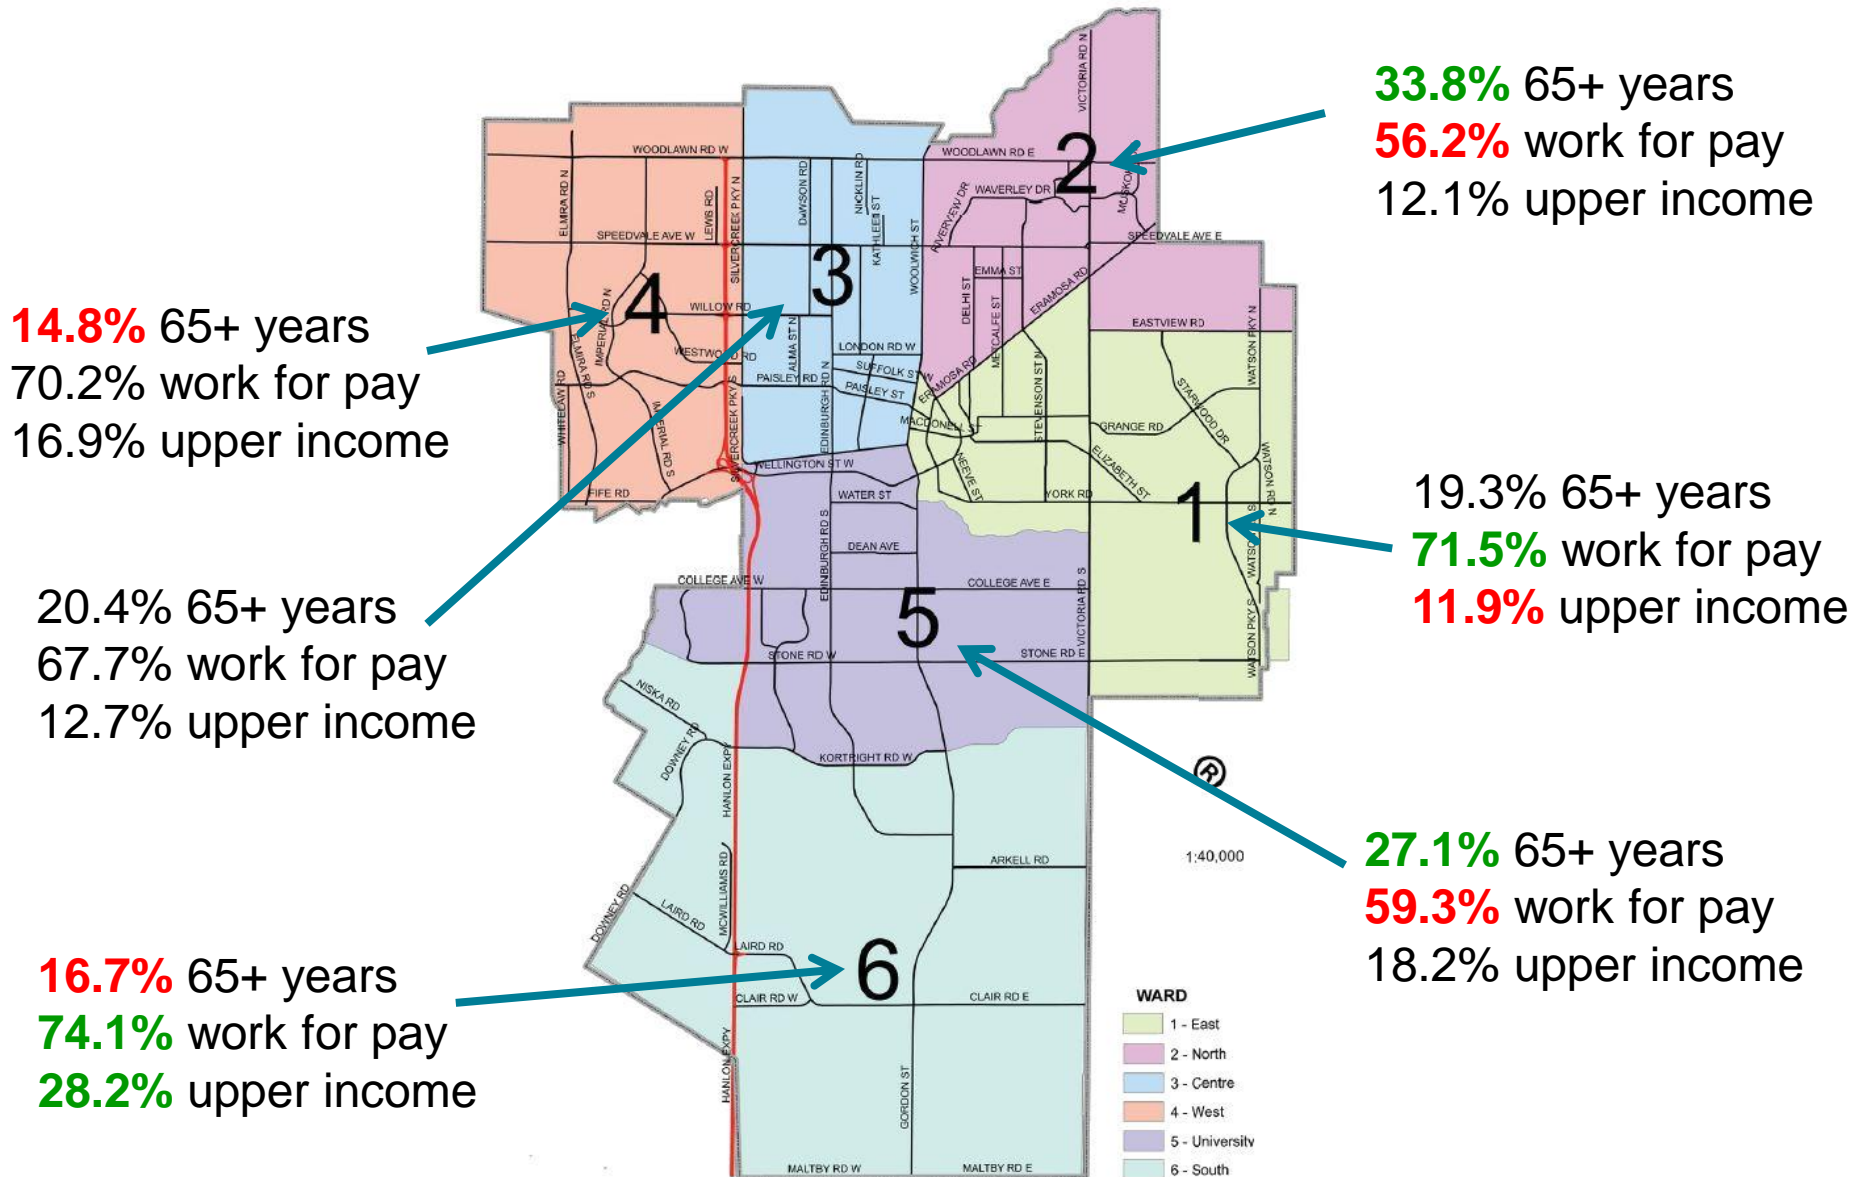 33.8% 65+ years
56.2% work for pay
12.1% upper income
14.8% 65+ years
70.2% work for pay
16.9% upper income
20.4% 65+ years
67.7% work for pay
12.7% upper income
19.3% 65+ years
71.5% work for pay
11.9% upper income
27.1% 65+ years
59.3% work for pay
18.2% upper income
16.7% 65+ years
74.1% work for pay
28.2% upper income
2
3
4
1
5
6
VICTORIA RD N
WOODLAWN RD W
WOODLAWN RD E
ELMIRA RD N
LEWIS RD
SILVERCREEK PKY N
DAWSON RD
NICKLIN RD
KATHLEEN ST
WOOLWICH ST
RIVERVIEW DR
WAVERLEY DR
SPEEDVALE AVE W
SPEEDVALE AVE E
EMMA ST
ERAMOSA RD
DELHI ST
METCALFE ST
EASTVIEW RD
WATSON PKY N
IMPERIAL RD N
WILLOW RD
ALMA ST N
LONDON RD W
WESTWOOD RD
SUFFOLK ST W
PAISLEY RD
PAISLEY ST
ERAMOSA RD
ELMIRA RD S
WHITELAW RD
IMPERIAL RD S
SILVERCREEK PKY S
EDINBURGH RD N
MACDONELL ST
STEVENSON ST N
STARWOOD DR
GRANGE RD
ELIZABETH ST
WATSON RD N
NEEVE ST
YORK RD
FIFE RD
WELLINGTON ST W
WATER ST
EDINBURGH RD S
DEAN AVE
COLLEGE AVE W
COLLEGE AVE E
VICTORIA RD S
WATSON PKY S
STONE RD W
STONE RD E
NISKA RD
DOWNEY RD
KORTRIGHT RD W
HANLON EXPY
ARKELL RD
MCWILLIAMS RD
DOWNEY RD
LAIRD RD
LAIRD RD
CLAIR RD W
CLAIR RD E
HANLON EXPY
GORDON ST
MALTBY RD W
MALTBY RD E
R
1:40,000
WARD
1 - East
2 - North
3 - Centre
4 - West
5 - University
6 - South